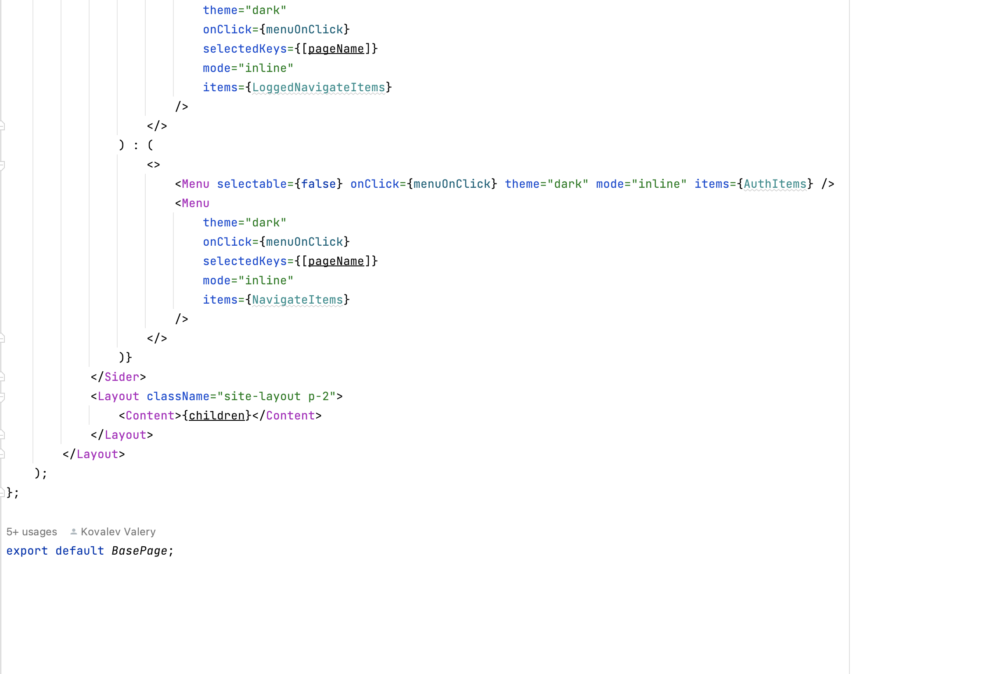 theme="dark"
onClick={menuOnClick}
selectedKeys={[pageName]}
mode="inline"
items={LoggedNavigateItems}
/>
</>
) : (
<>
<Menu selectable={false} onClick={menuOnClick} theme="dark" mode="inline" items={AuthItems} />
<Menu
theme="dark"
onClick={menuOnClick}
selectedKeys={[pageName]}
mode="inline"
items={NavigateItems}
/>
</>
)}
</Sider>
<Layout className="site-layout p-2">
<Content>{children}</Content>
</Layout>
</Layout>
);
};
5+ usages Kovalev Valery
export default BasePage;